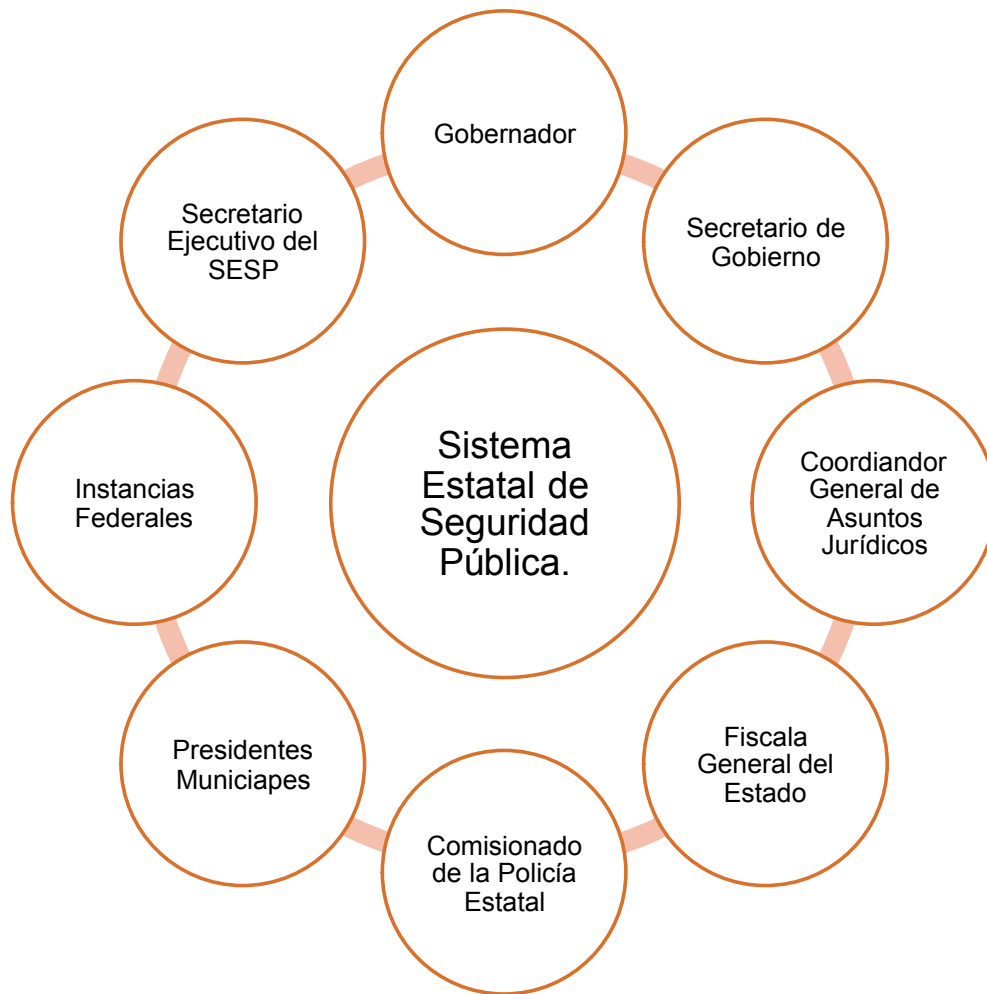 Gobernador
Secretario de
Gobierno
Coordiandor
General de
Asuntos
Jurídicos
Fiscala
General del
Estado
Comisionado
de la Policía
Estatal
Presidentes
Municiapes
Instancias
Federales
Secretario
Ejecutivo del
SESP
Sistema
Estatal de
Seguridad
Pública.